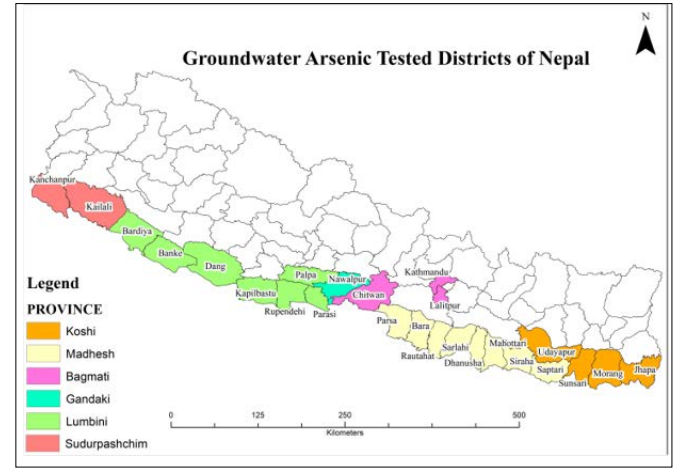 N
Groundwater Arsenic Tested Districts of Nepal
Kanchanpur
Kailali
Bardiya
Banke
Dang
Kapilbastu
Rupendehi
Palpa
Parasi
Nawalpur
Chitwan
Kathmandu
Lalitpur
Parsa
Bara
Rautahat
Sarlahi
Dhanusha
Mahottari
Siraha
Saptari
Udayapur
Sunsari
Morang
Jhapa
Legend
PROVINCE
Koshi
Madhesh
Bagmati
Gandaki
Lumbini
Sudurpashchim
0 125 250 500
Kilometers